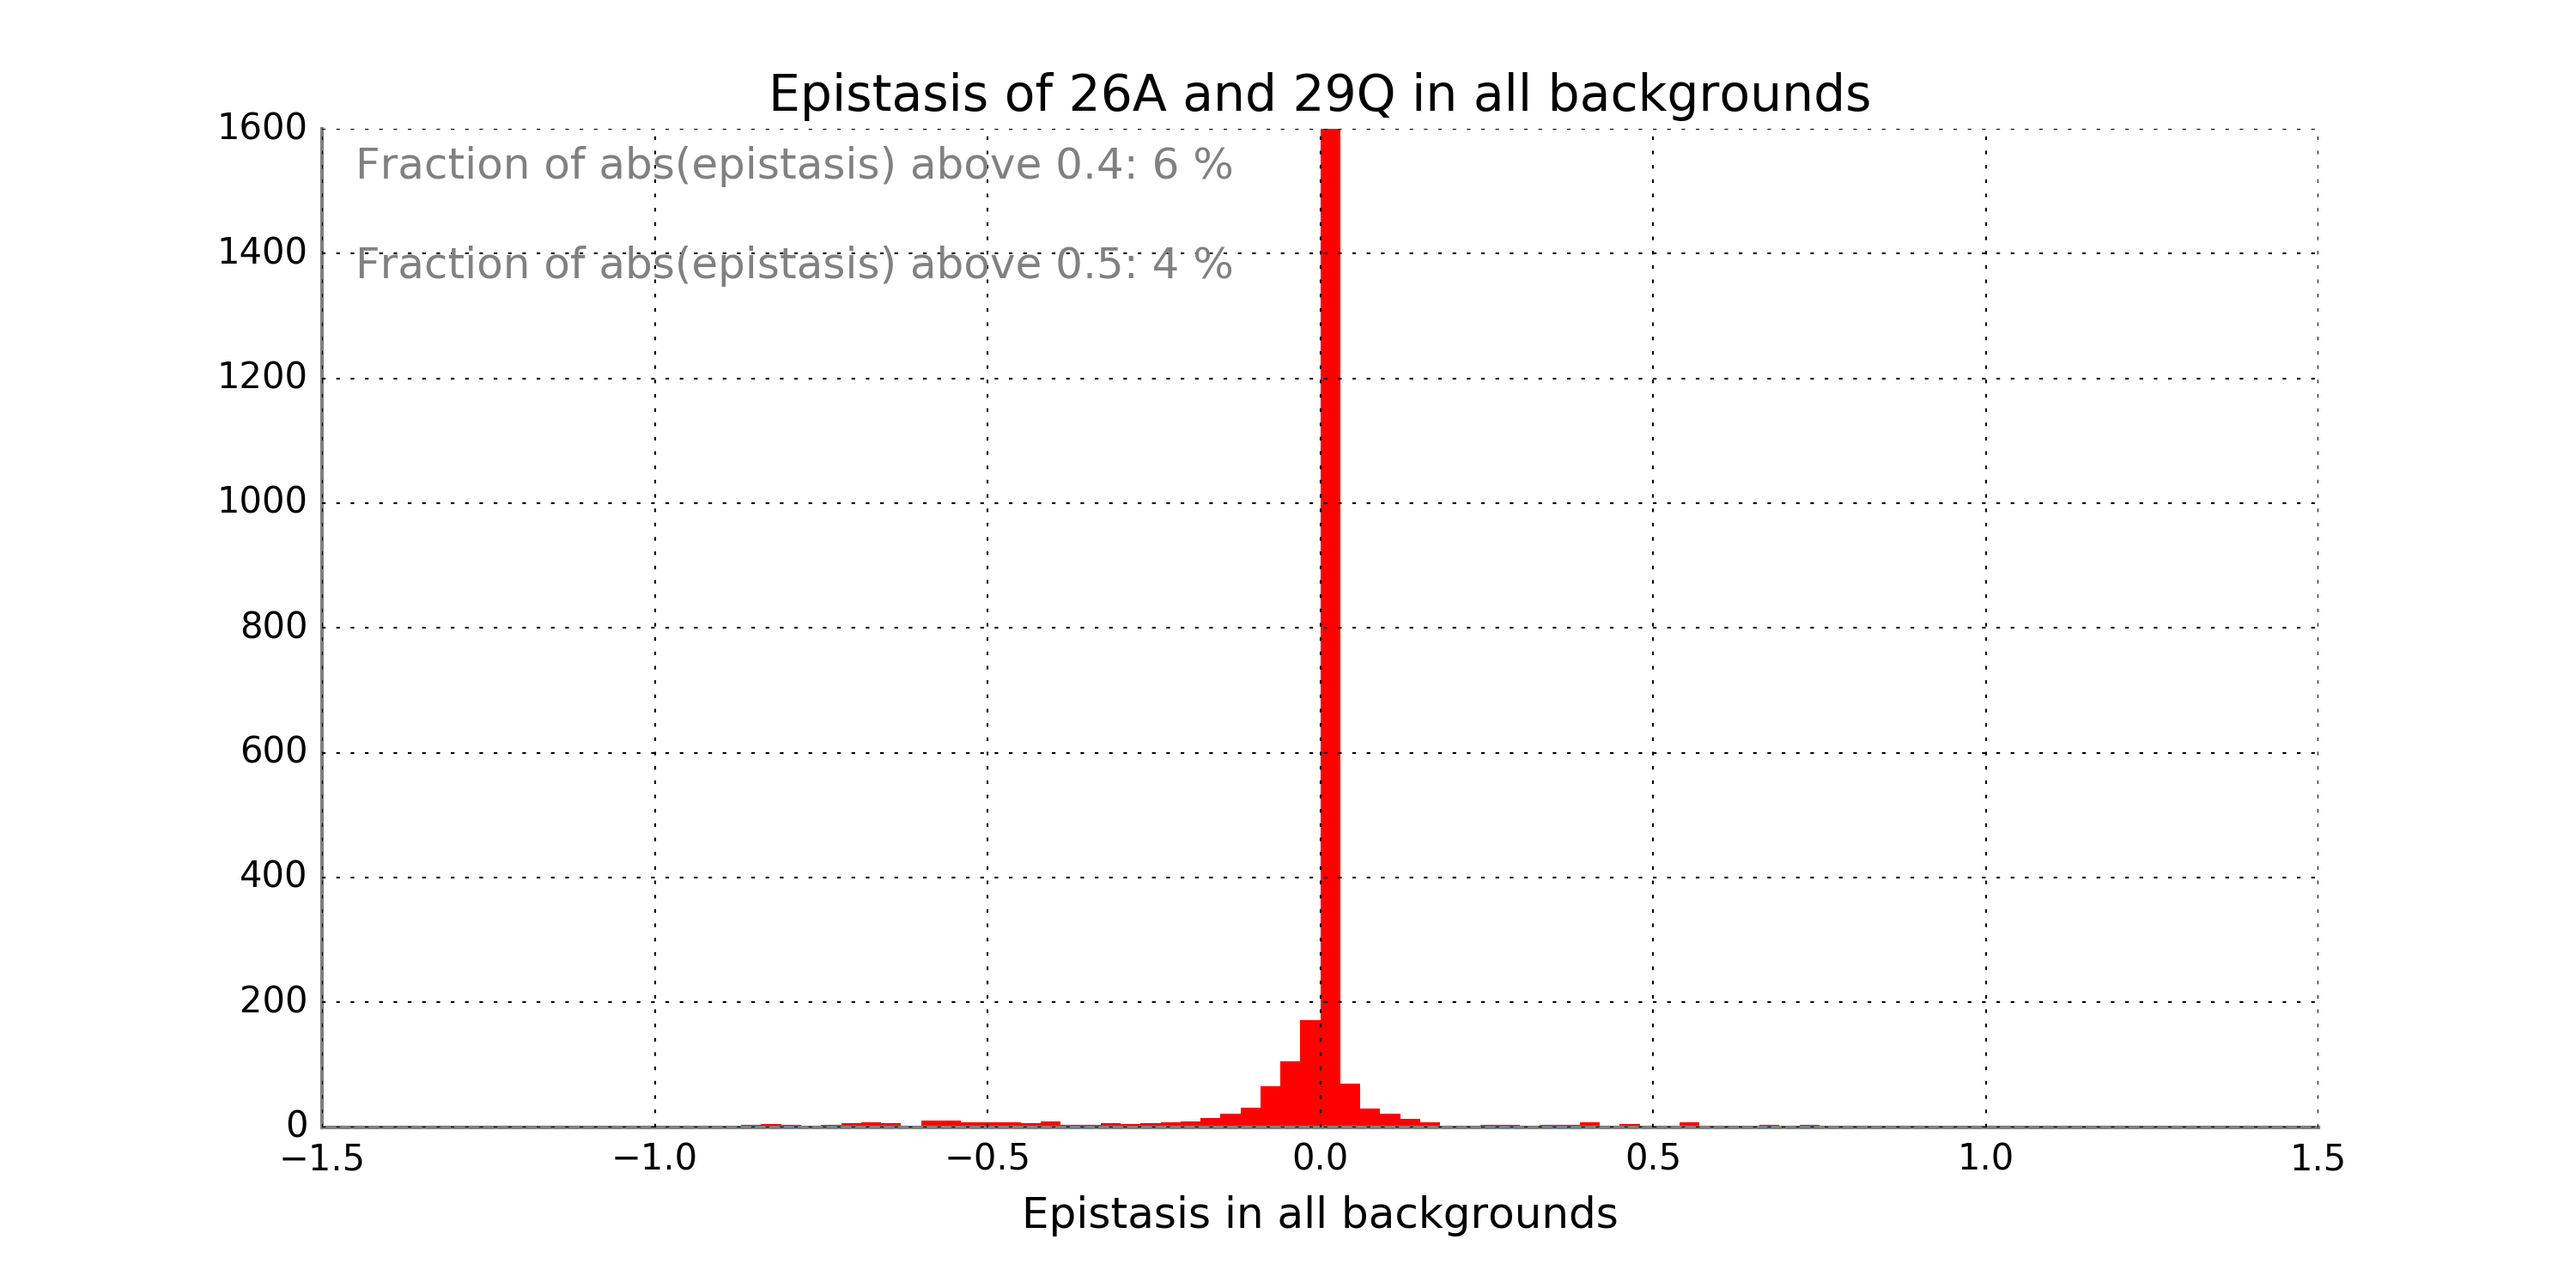 Epistasis of 26A and 29Q in all backgrounds
1600
Fraction of abs(epistasis) above 0.4: 6 %
1400
Fraction of abs(epistasis) above 0.5: 4 %
1200
1000
800
600
400
200
0
−1.5 −1.0 −0.5 0.0 0.5 1.0 1.5
Epistasis in all backgrounds